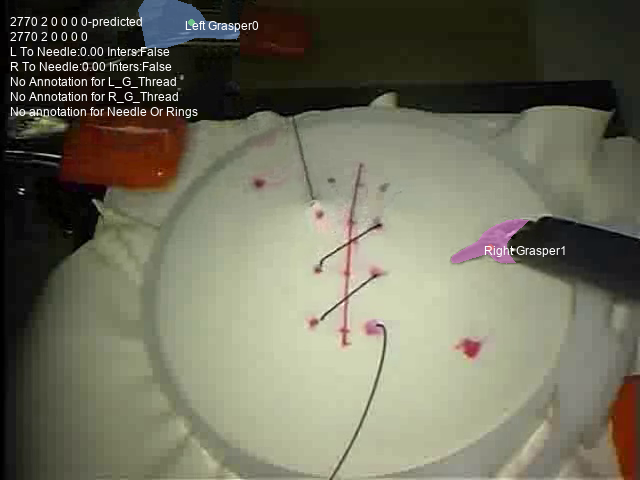 2770 2 0 0 0 0-predicted
2770 2 0 0 0 0
L To Needle:0.00 Inters:False
R To Needle:0.00 Inters:False
No Annotation for L_G_Thread
No Annotation for R_G_Thread
No annotation for Needle Or Rings
Left Grasper0
Right Grasper1